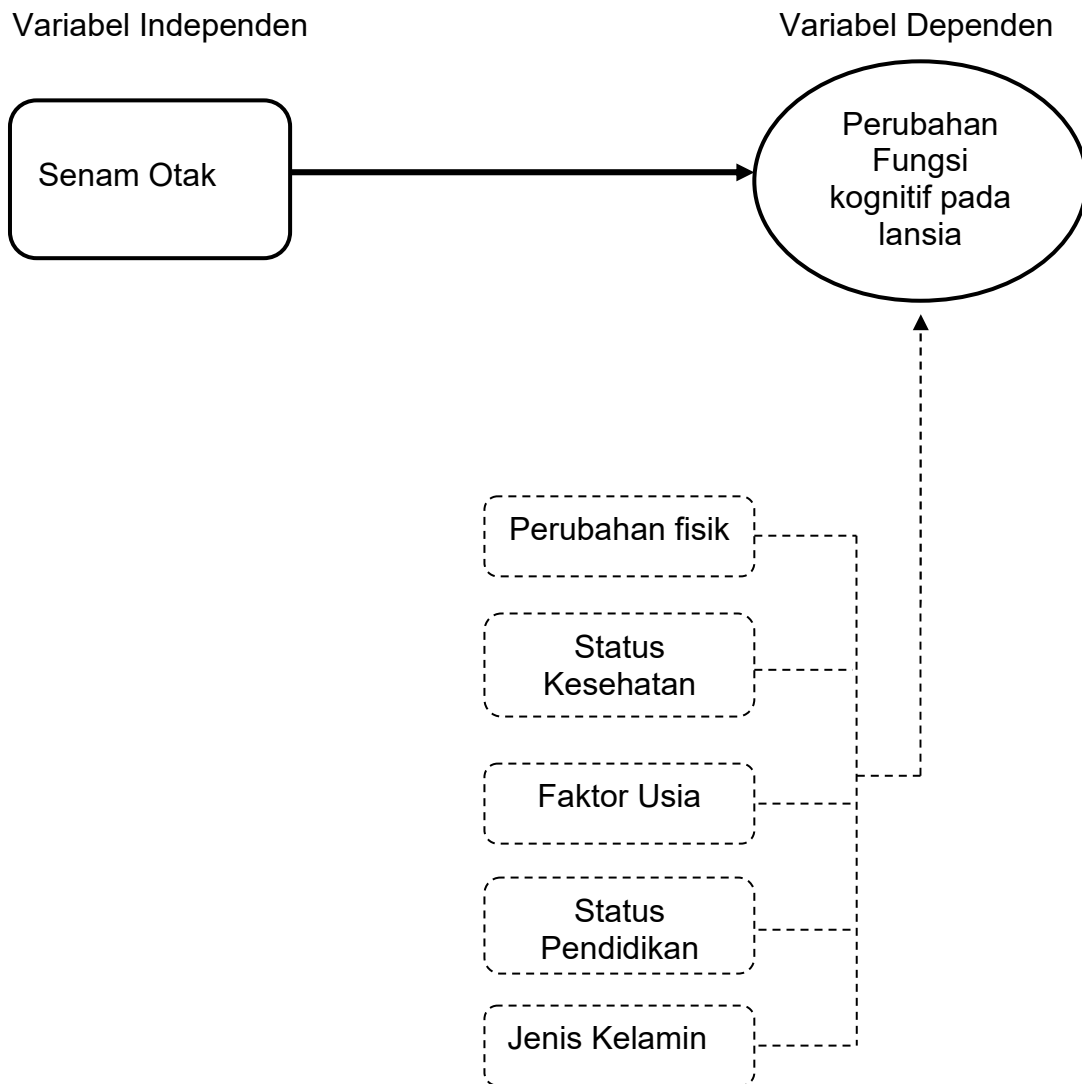 Variabel Independen
Variabel Dependen
Senam Otak
Perubahan
Fungsi
kognitif pada
lansia
Perubahan fisik
Status
Kesehatan
Faktor Usia
Status
Pendidikan
Jenis Kelamin